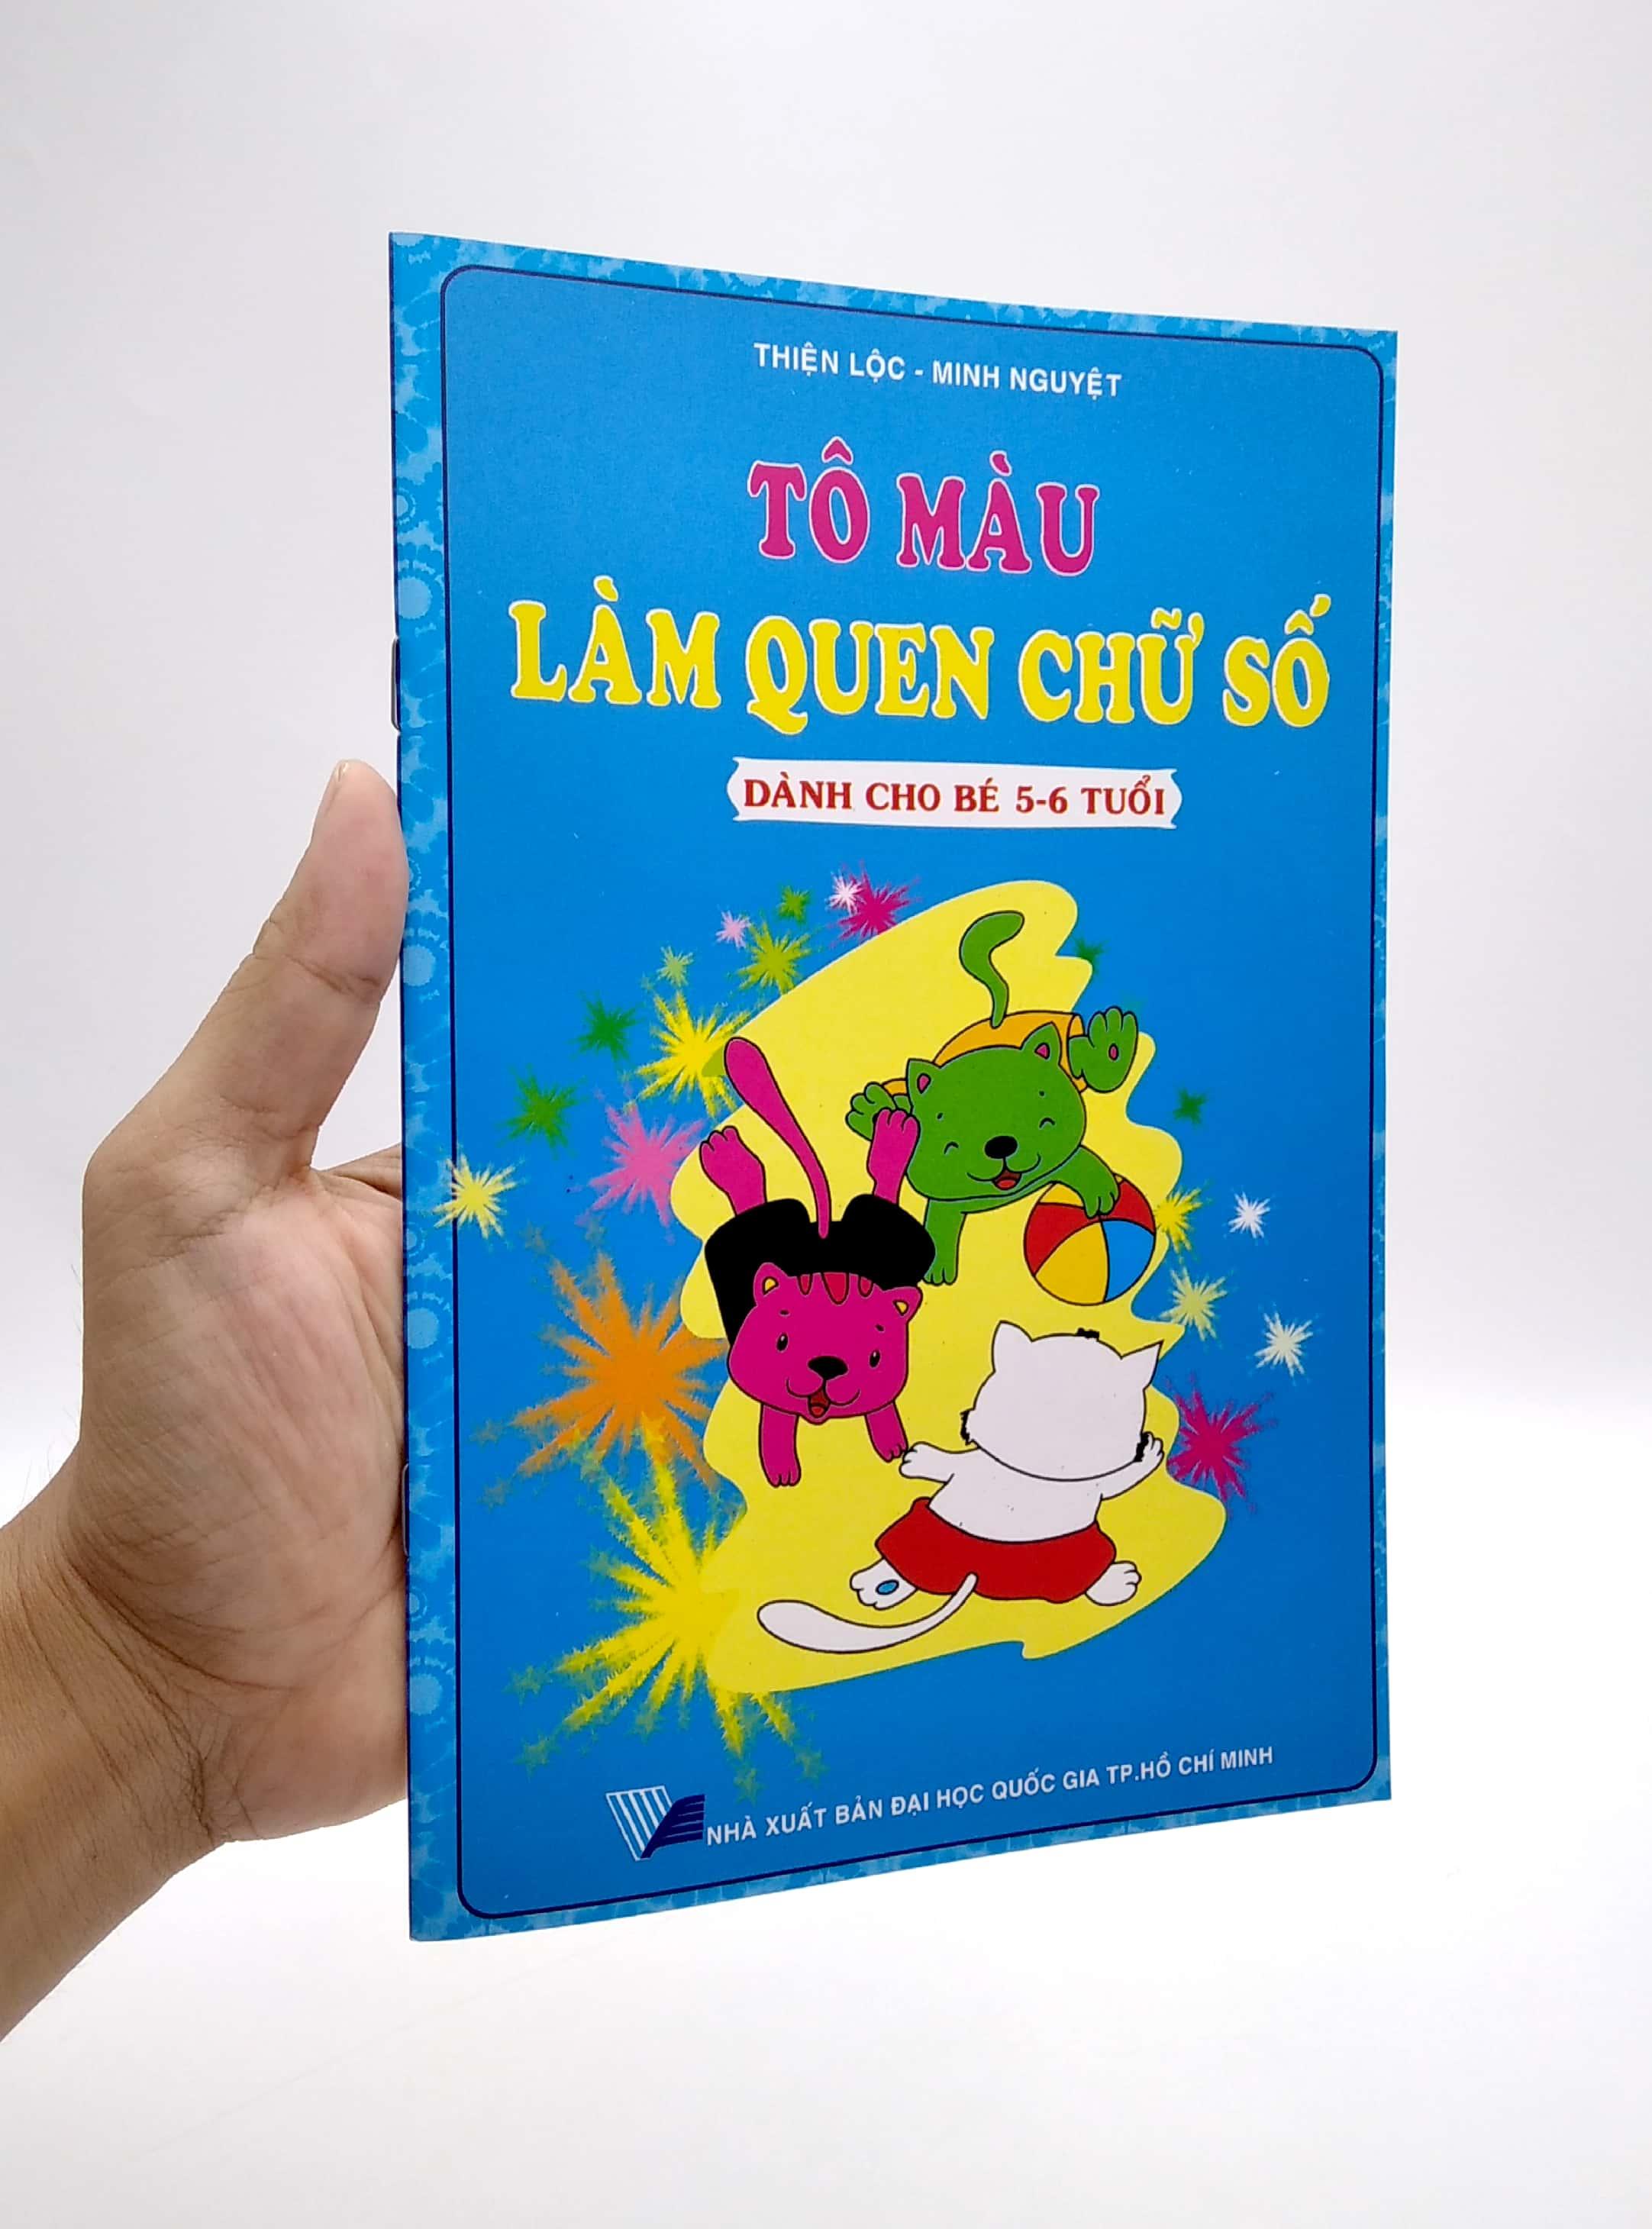 THIỆN LỘC - MINH NGUYỆT
TÔ MÀU
LÀM QUEN CHỮ SỐ
DÀNH CHO BÉ 5-6 TUỔI
NHÀ XUẤT BẢN ĐẠI HỌC QUỐC GIA TP.HỒ CHÍ MINH